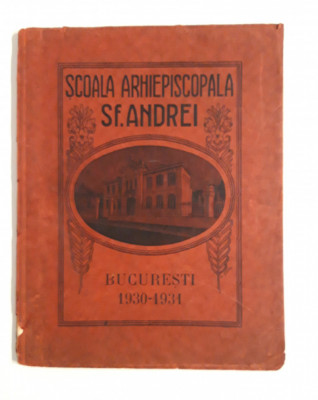 SCOALA ARHIEPISCOPALA
SF. ANDREI
BUCURESTI
1930-1931